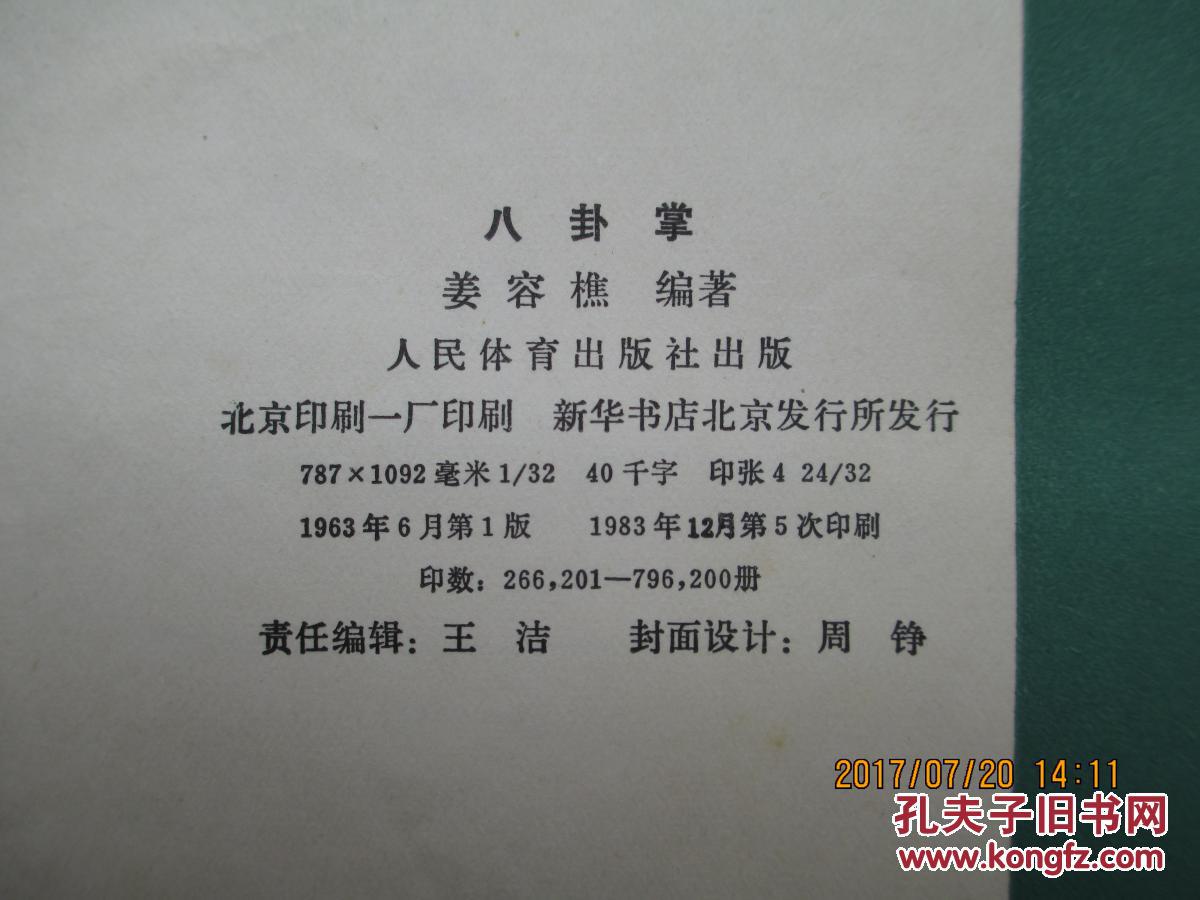 八卦掌
姜容樵 编著
人民体育出版社出版
北京印刷一厂印刷 新华书店北京发行所发行
787×1092毫米1/32 40千字 印张4 24/32
1963年6月第1版 1983年12月第5次印刷
印数：266,201—796,200册
责任编辑：王 洁 封面设计：周 铮
2017/07/20 14:11
孔夫子旧书网
www.kongfz.com